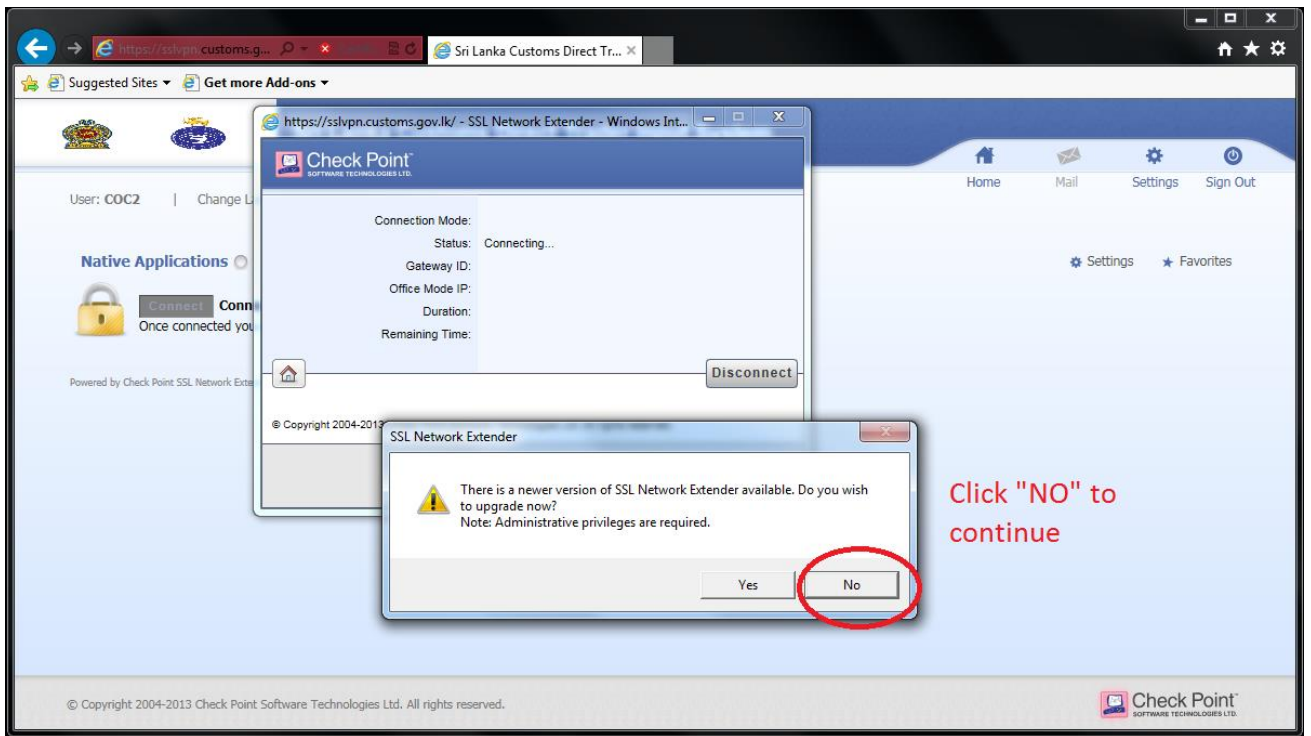 https://sslvpn.customs.g...
Sri Lanka Customs Direct Tr...
Suggested Sites
Get more Add-ons
https://sslvpn.customs.gov.lk/ - SSL Network Extender - Windows Int...
Check Point
SOFTWARE TECHNOLOGIES LTD.
Home
Mail
Settings
Sign Out
User: COC2 | Change L
Connection Mode:
Status: Connecting...
Gateway ID:
Office Mode IP:
Duration:
Remaining Time:
Native Applications
Settings
Favorites
Connect Conn
Once connected you
Disconnect
Powered by Check Point SSL Network Exte
© Copyright 2004-2013
SSL Network Extender
There is a newer version of SSL Network Extender available. Do you wish
to upgrade now?
Note: Administrative privileges are required.
Yes
No
Click "NO" to
continue
© Copyright 2004-2013 Check Point Software Technologies Ltd. All rights reserved.
Check Point
SOFTWARE TECHNOLOGIES LTD.